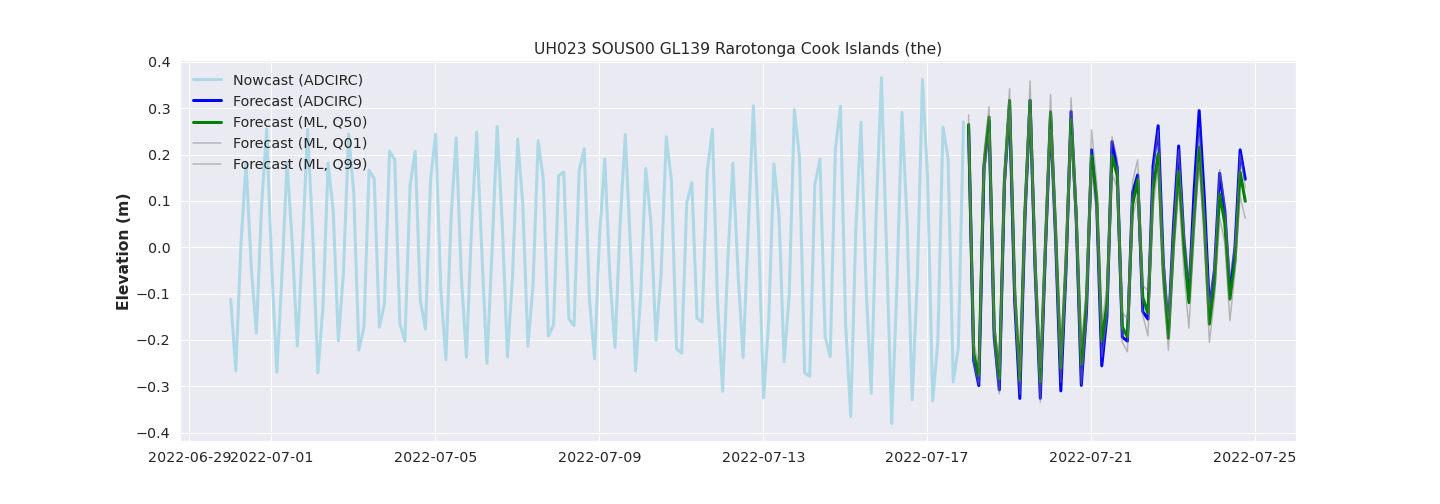 UH023 SOUS00 GL139 Rarotonga Cook Islands (the)
Nowcast (ADCIRC)
Forecast (ADCIRC)
Forecast (ML, Q50)
Forecast (ML, Q01)
Forecast (ML, Q99)
Elevation (m)
0.4
0.3
0.2
0.1
0.0
−0.1
−0.2
−0.3
−0.4
2022-06-29 2022-07-01 2022-07-05 2022-07-09 2022-07-13 2022-07-17 2022-07-21 2022-07-25